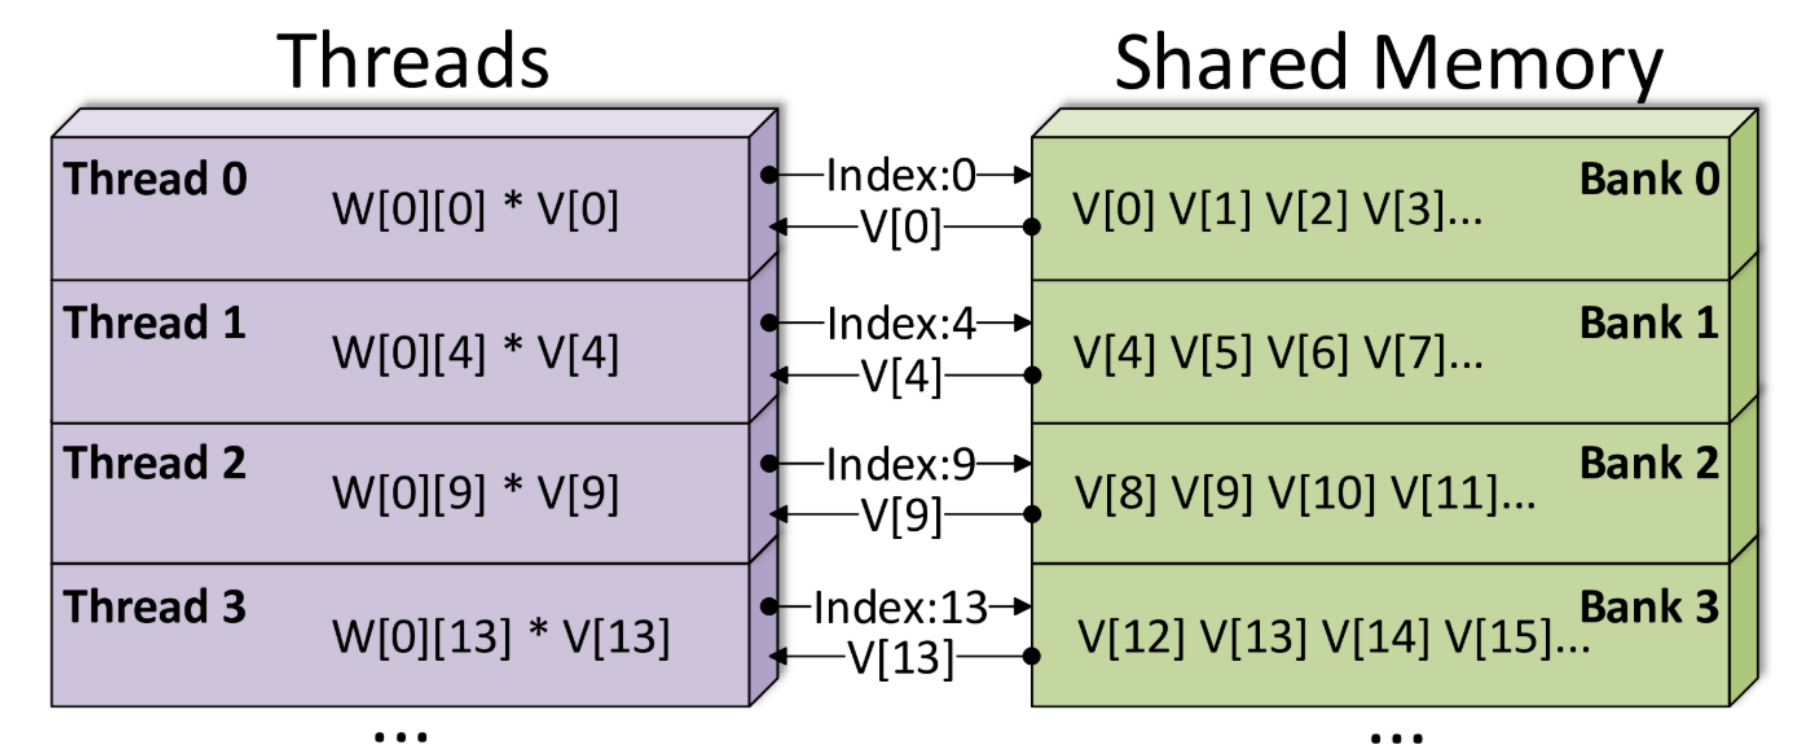 Threads
Shared Memory
Thread 0
W[0][0] * V[0]
Index:0
V[0]
V[0] V[1] V[2] V[3]...
Bank 0
Thread 1
W[0][4] * V[4]
Index:4
V[4]
V[4] V[5] V[6] V[7]...
Bank 1
Thread 2
W[0][9] * V[9]
Index:9
V[9]
V[8] V[9] V[10] V[11]...
Bank 2
Thread 3
W[0][13] * V[13]
Index:13
V[13]
V[12] V[13] V[14] V[15]...
Bank 3
...
...